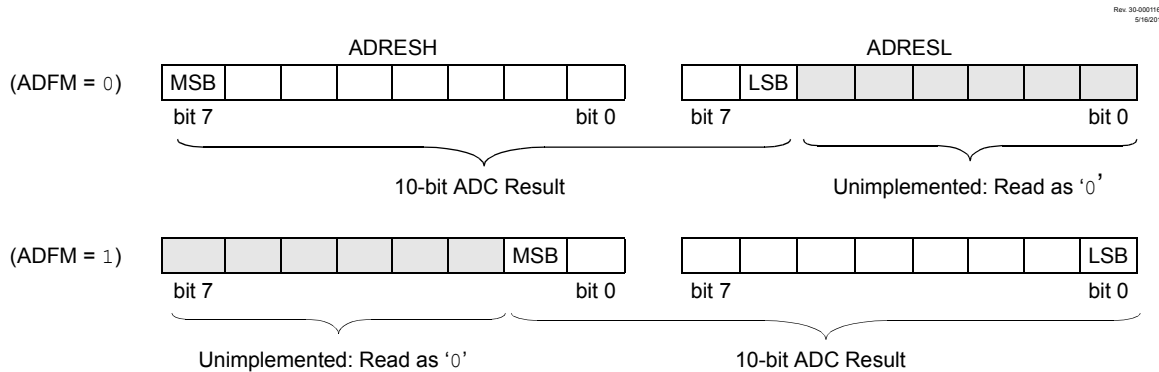 Rev. 30-000116
5/16/201
ADRESH ADRESL
(ADFM = 0) MSB LSB
bit 7 bit 0 bit 7 bit 0
10-bit ADC Result Unimplemented: Read as ‘0’
(ADFM = 1) MSB LSB
bit 7 bit 0 bit 7 bit 0
Unimplemented: Read as ‘0’ 10-bit ADC Result